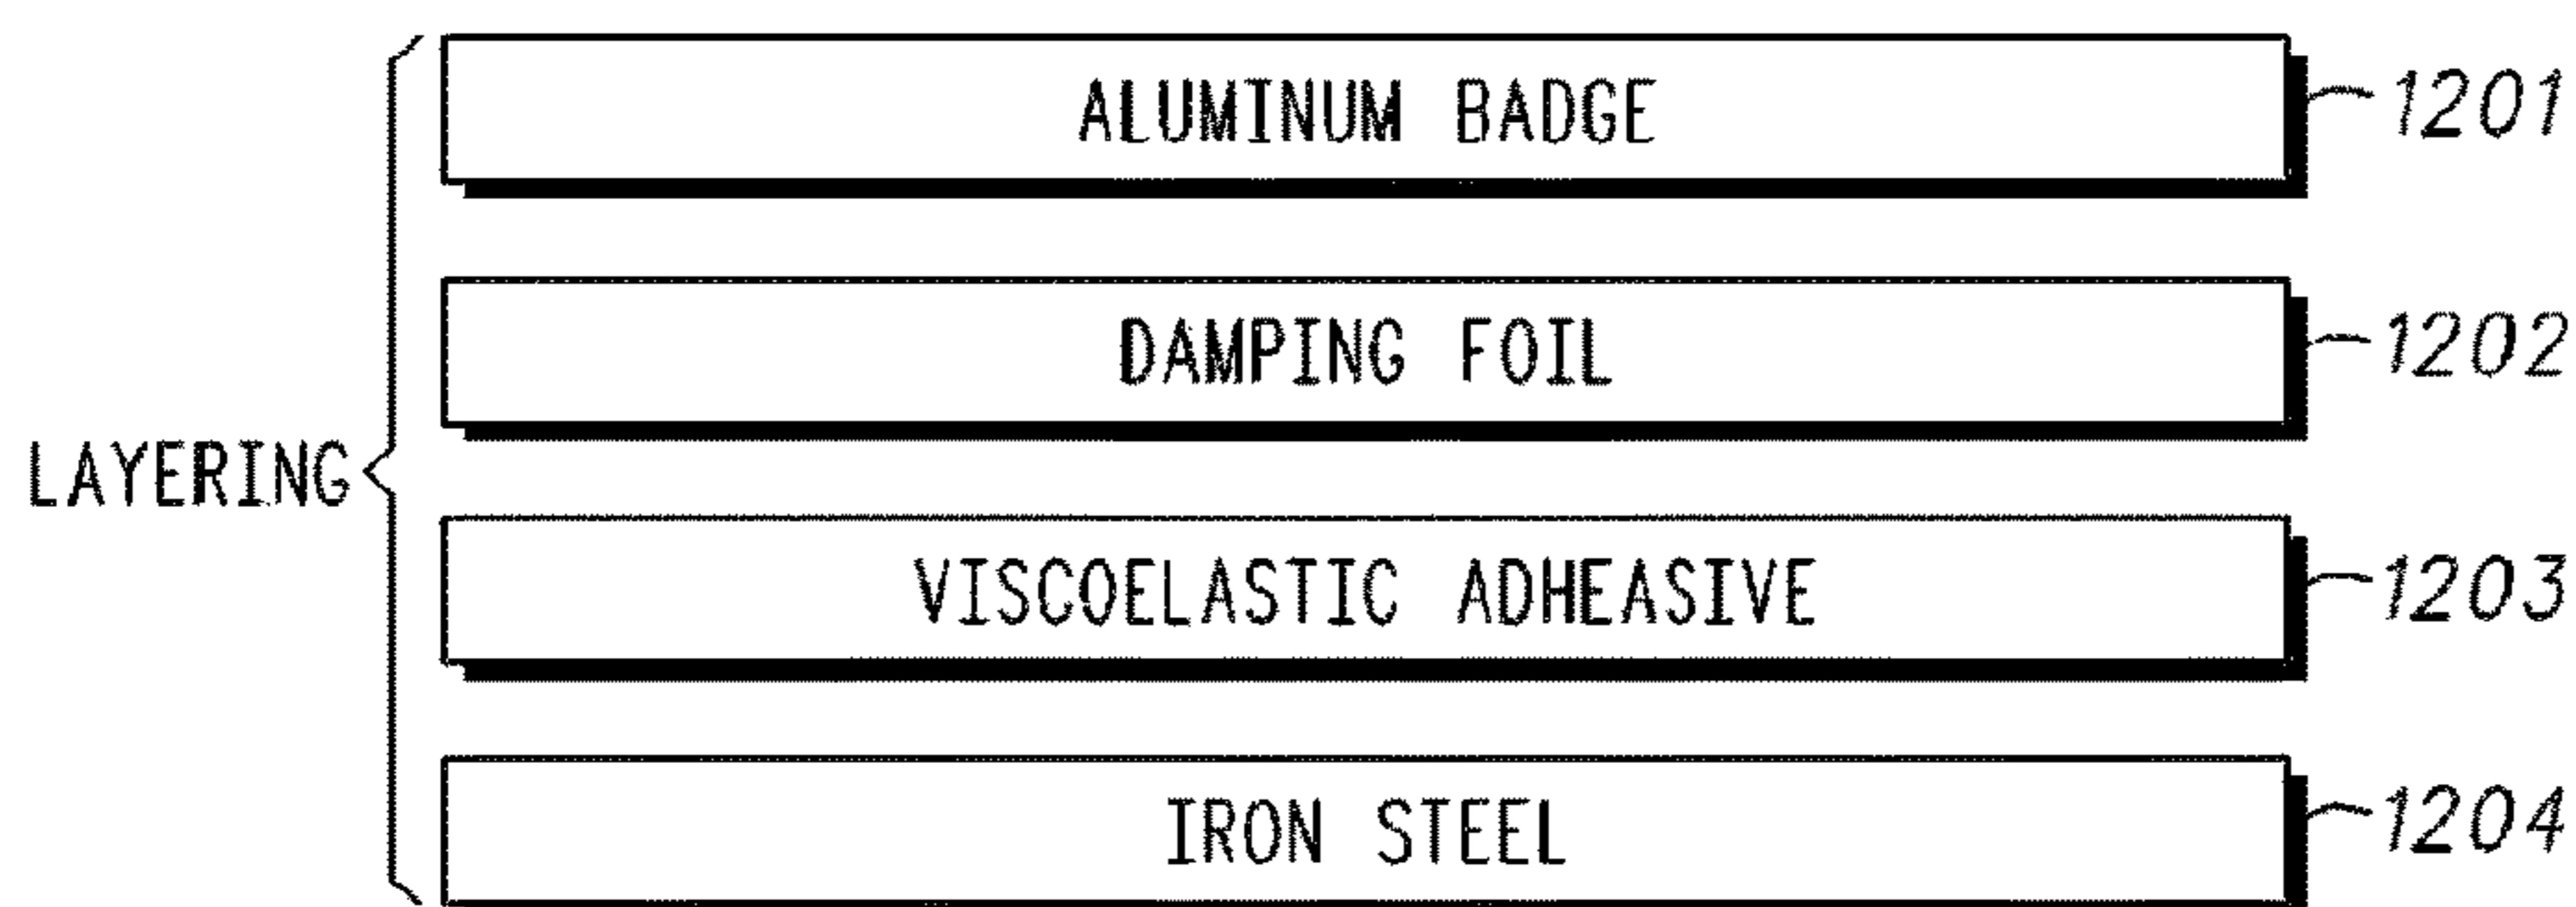 ALUMINUM BADGE 1201
DAMPING FOIL 1202
LAYERING
VISCOELASTIC ADHEASIVE 1203
IRON STEEL 1204